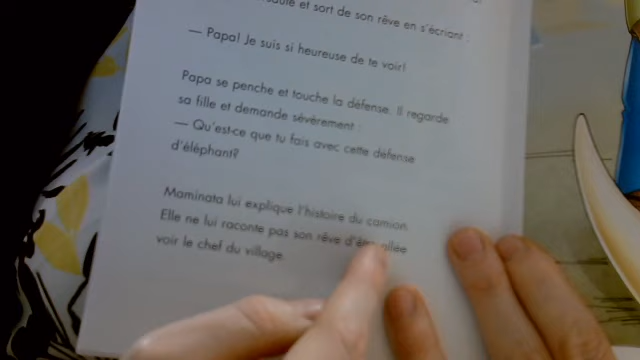 et sort de son rêve en s'écriant :
— Papa! Je suis si heureuse de te voir!
Papa se penche et touche la défense. Il regarde
sa fille et demande sévèrement :
— Qu'est-ce que tu fais avec cette défense
d'éléphant?
Maminata lui explique l'histoire du camion.
Elle ne lui raconte pas son rêve d'être allée
voir le chef du village.